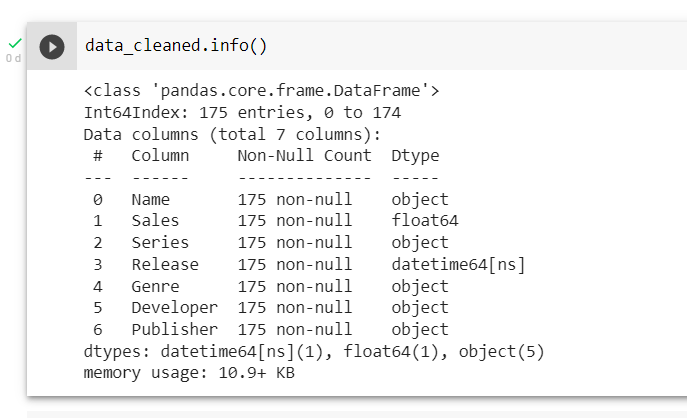 data_cleaned.info()
0 d
<class 'pandas.core.frame.DataFrame'>
Int64Index: 175 entries, 0 to 174
Data columns (total 7 columns):
 #   Column     Non-Null Count  Dtype
---  ------     --------------  -----
 0   Name       175 non-null    object
 1   Sales      175 non-null    float64
 2   Series     175 non-null    object
 3   Release    175 non-null    datetime64[ns]
 4   Genre      175 non-null    object
 5   Developer  175 non-null    object
 6   Publisher  175 non-null    object
dtypes: datetime64[ns](1), float64(1), object(5)
memory usage: 10.9+ KB